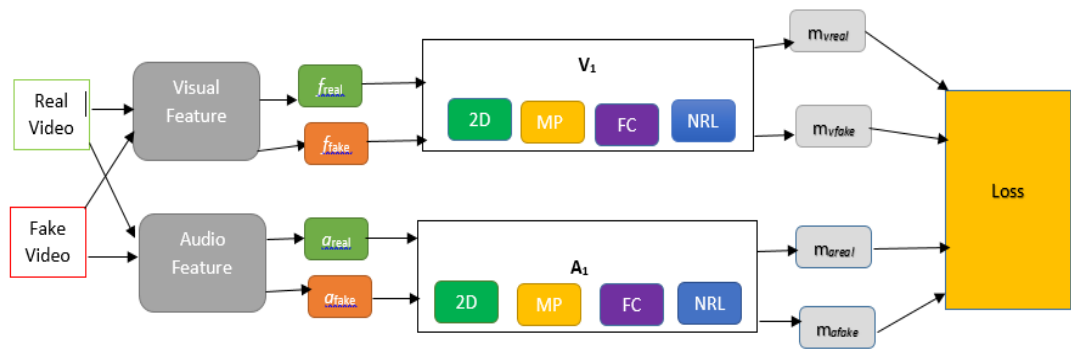 Real
Video
Fake
Video
Visual
Feature
Audio
Feature
freal
ffake
areal
afake
V1
2D
MP
FC
NRL
A1
2D
MP
FC
NRL
mvreal
mvfake
mareal
mafake
Loss